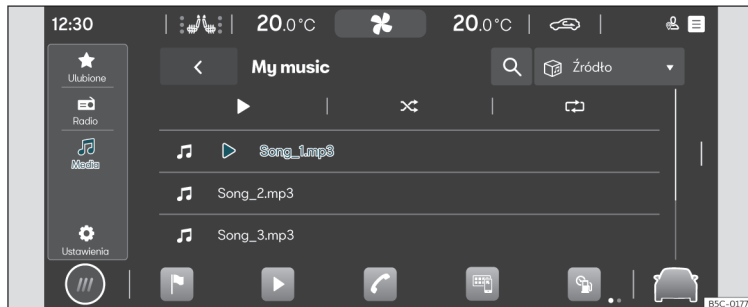 12:30
20.0°C
20.0°C
My music
Źródło
Ulubione
Radio
Media
Ustawienia
Song_1.mp3
Song_2.mp3
Song_3.mp3
B5C-0177